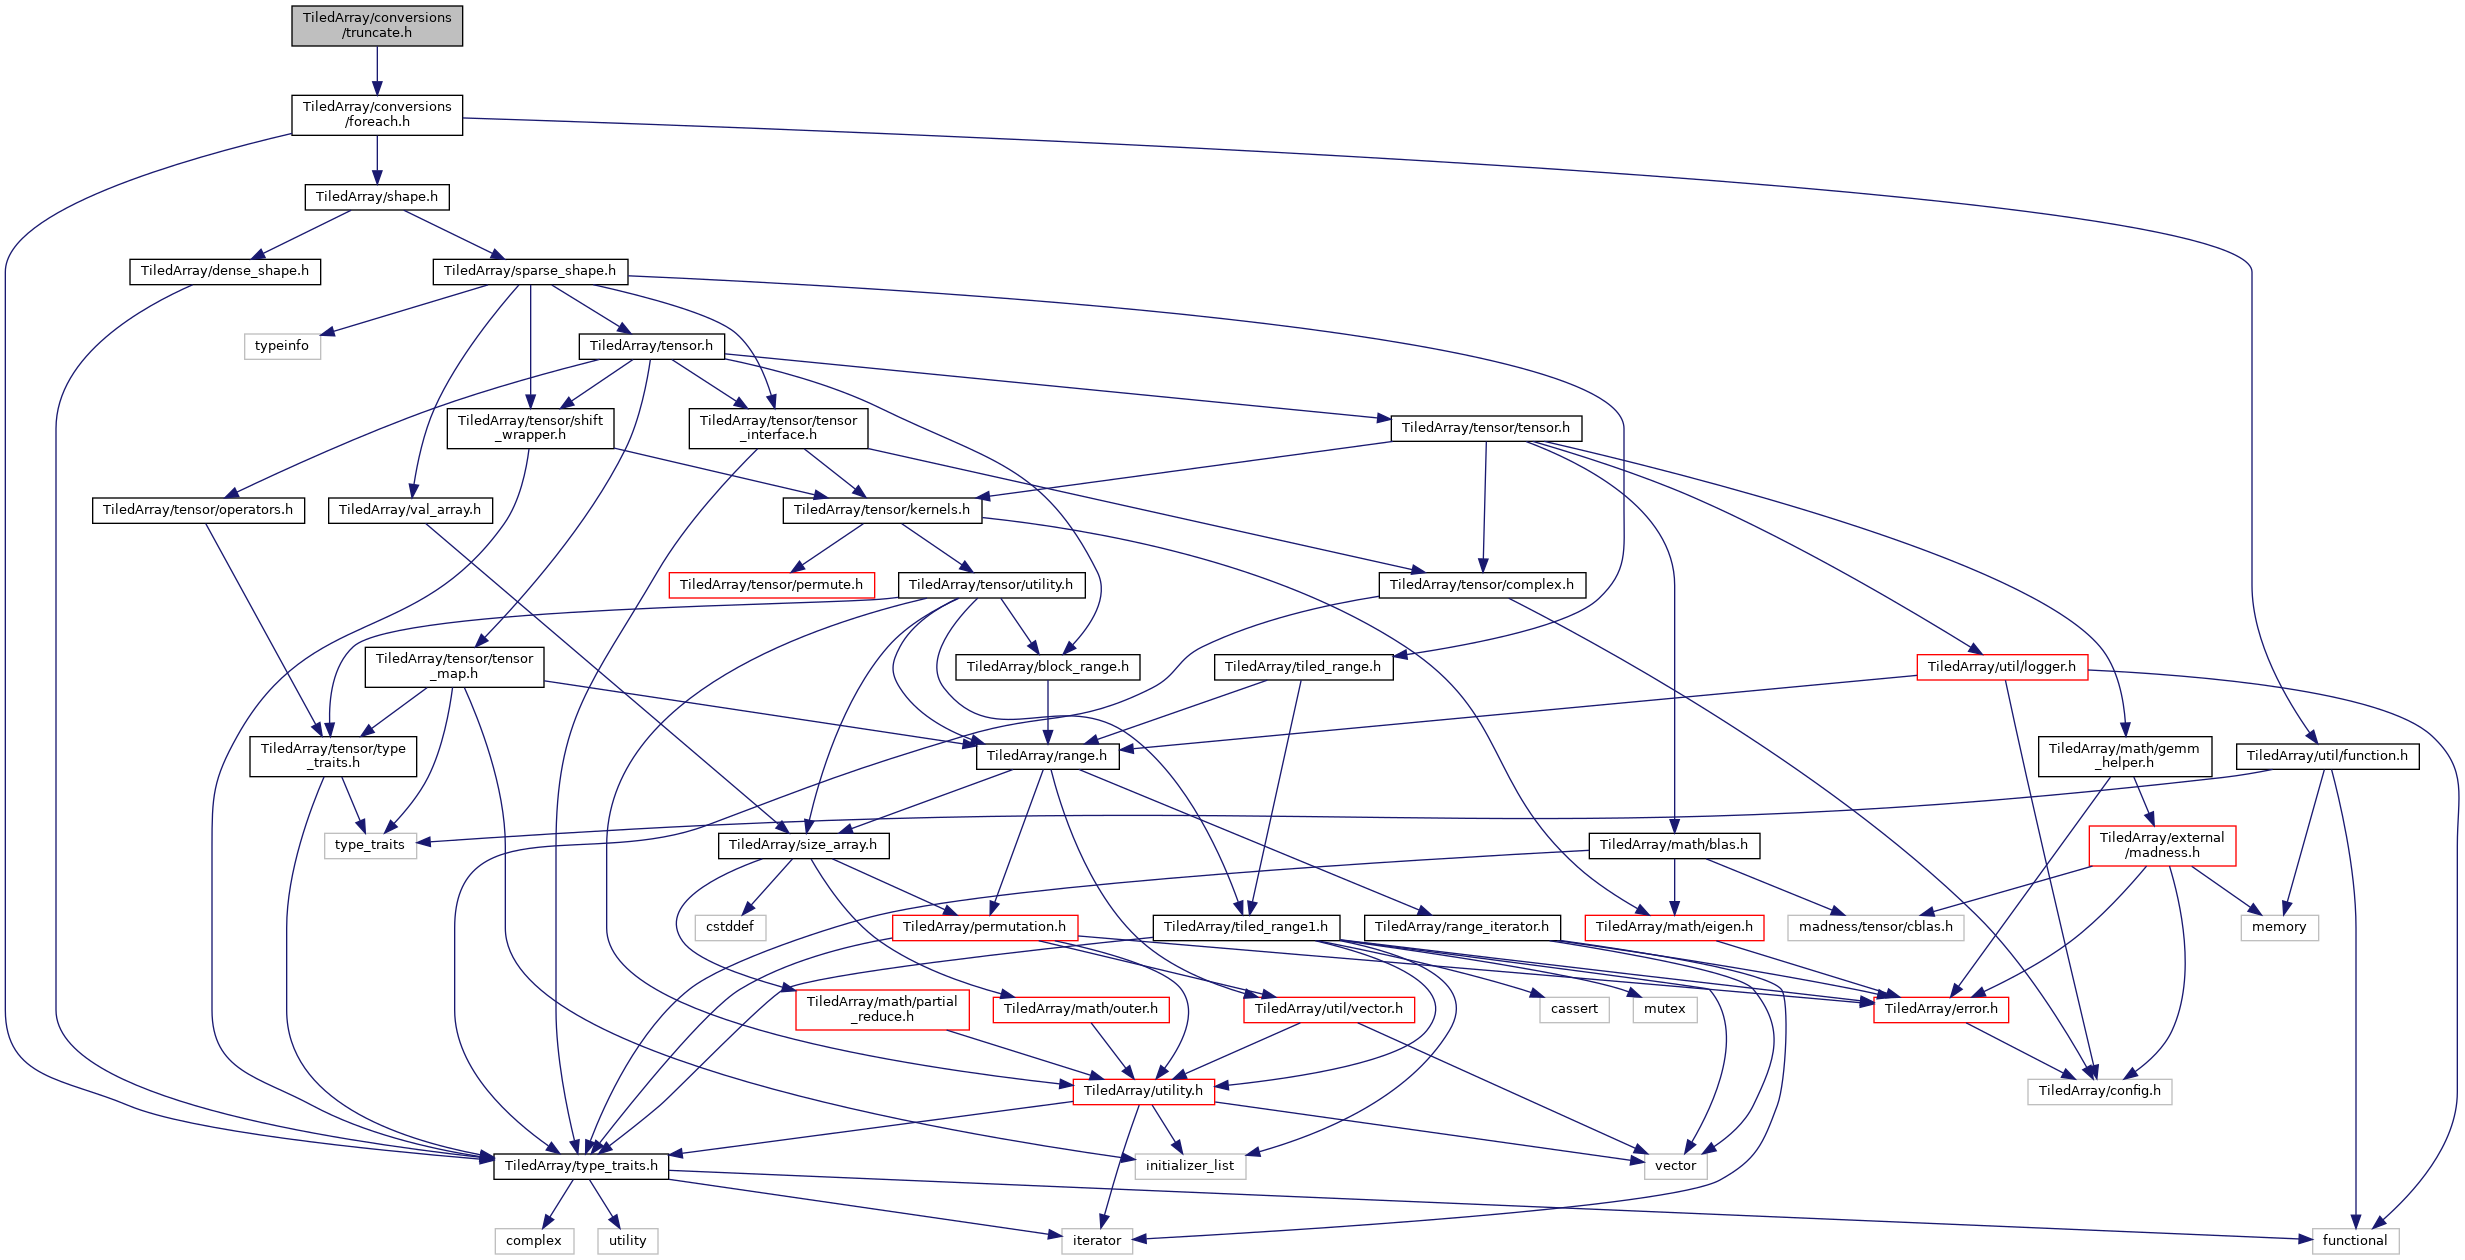 TiledArray/conversions
/truncate.h
TiledArray/conversions
/foreach.h
TiledArray/shape.h
TiledArray/dense_shape.h
TiledArray/sparse_shape.h
typeinfo
TiledArray/tensor.h
TiledArray/tensor/shift
_wrapper.h
TiledArray/tensor/tensor
_interface.h
TiledArray/tensor/tensor.h
TiledArray/tensor/operators.h
TiledArray/val_array.h
TiledArray/tensor/kernels.h
TiledArray/tensor/permute.h
TiledArray/tensor/utility.h
TiledArray/tensor/complex.h
TiledArray/tensor/tensor
_map.h
TiledArray/block_range.h
TiledArray/tiled_range.h
TiledArray/util/logger.h
TiledArray/tensor/type
_traits.h
TiledArray/range.h
TiledArray/math/gemm
_helper.h
TiledArray/util/function.h
type_traits
TiledArray/size_array.h
TiledArray/math/blas.h
TiledArray/external
/madness.h
cstddef
TiledArray/permutation.h
TiledArray/tiled_range1.h
TiledArray/range_iterator.h
TiledArray/math/eigen.h
madness/tensor/cblas.h
memory
TiledArray/math/partial
_reduce.h
TiledArray/math/outer.h
TiledArray/util/vector.h
cassert
mutex
TiledArray/error.h
TiledArray/utility.h
TiledArray/config.h
TiledArray/type_traits.h
initializer_list
vector
complex
utility
iterator
functional